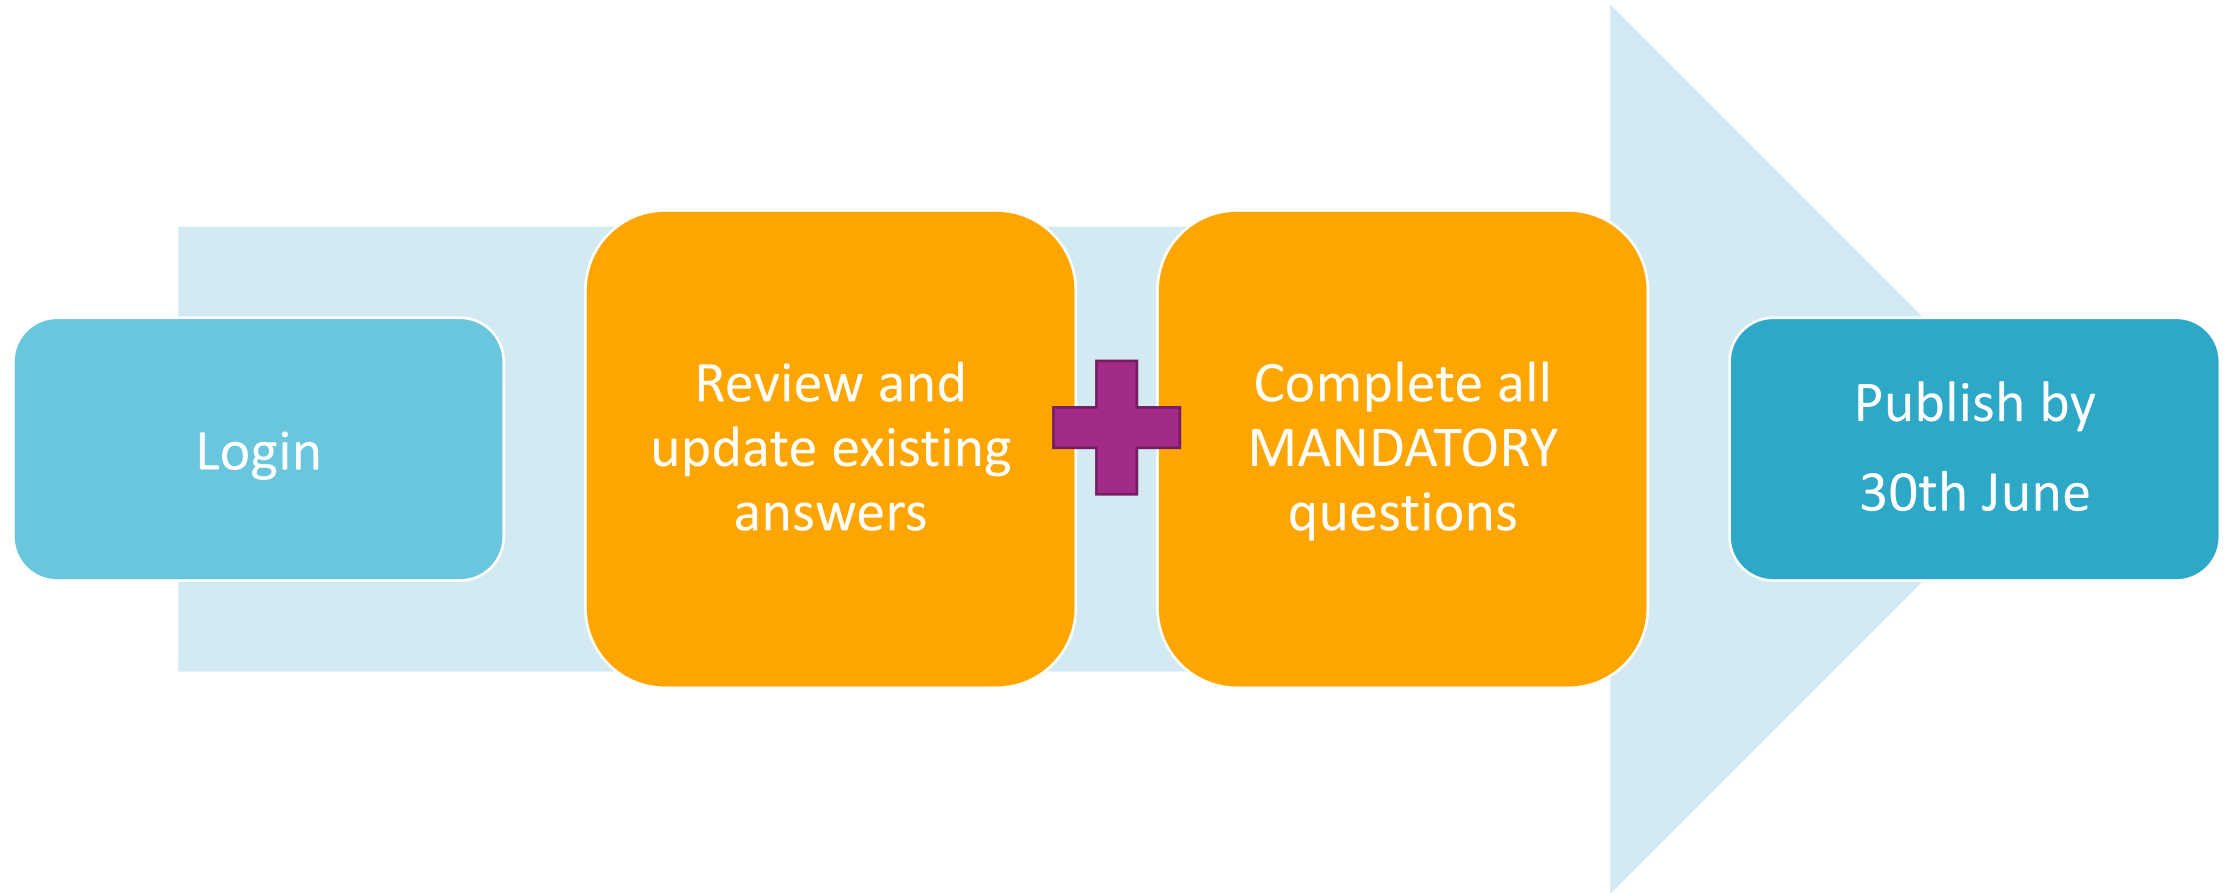 Login
Review and
update existing
answers
Complete all
MANDATORY
questions
Publish by
30th June